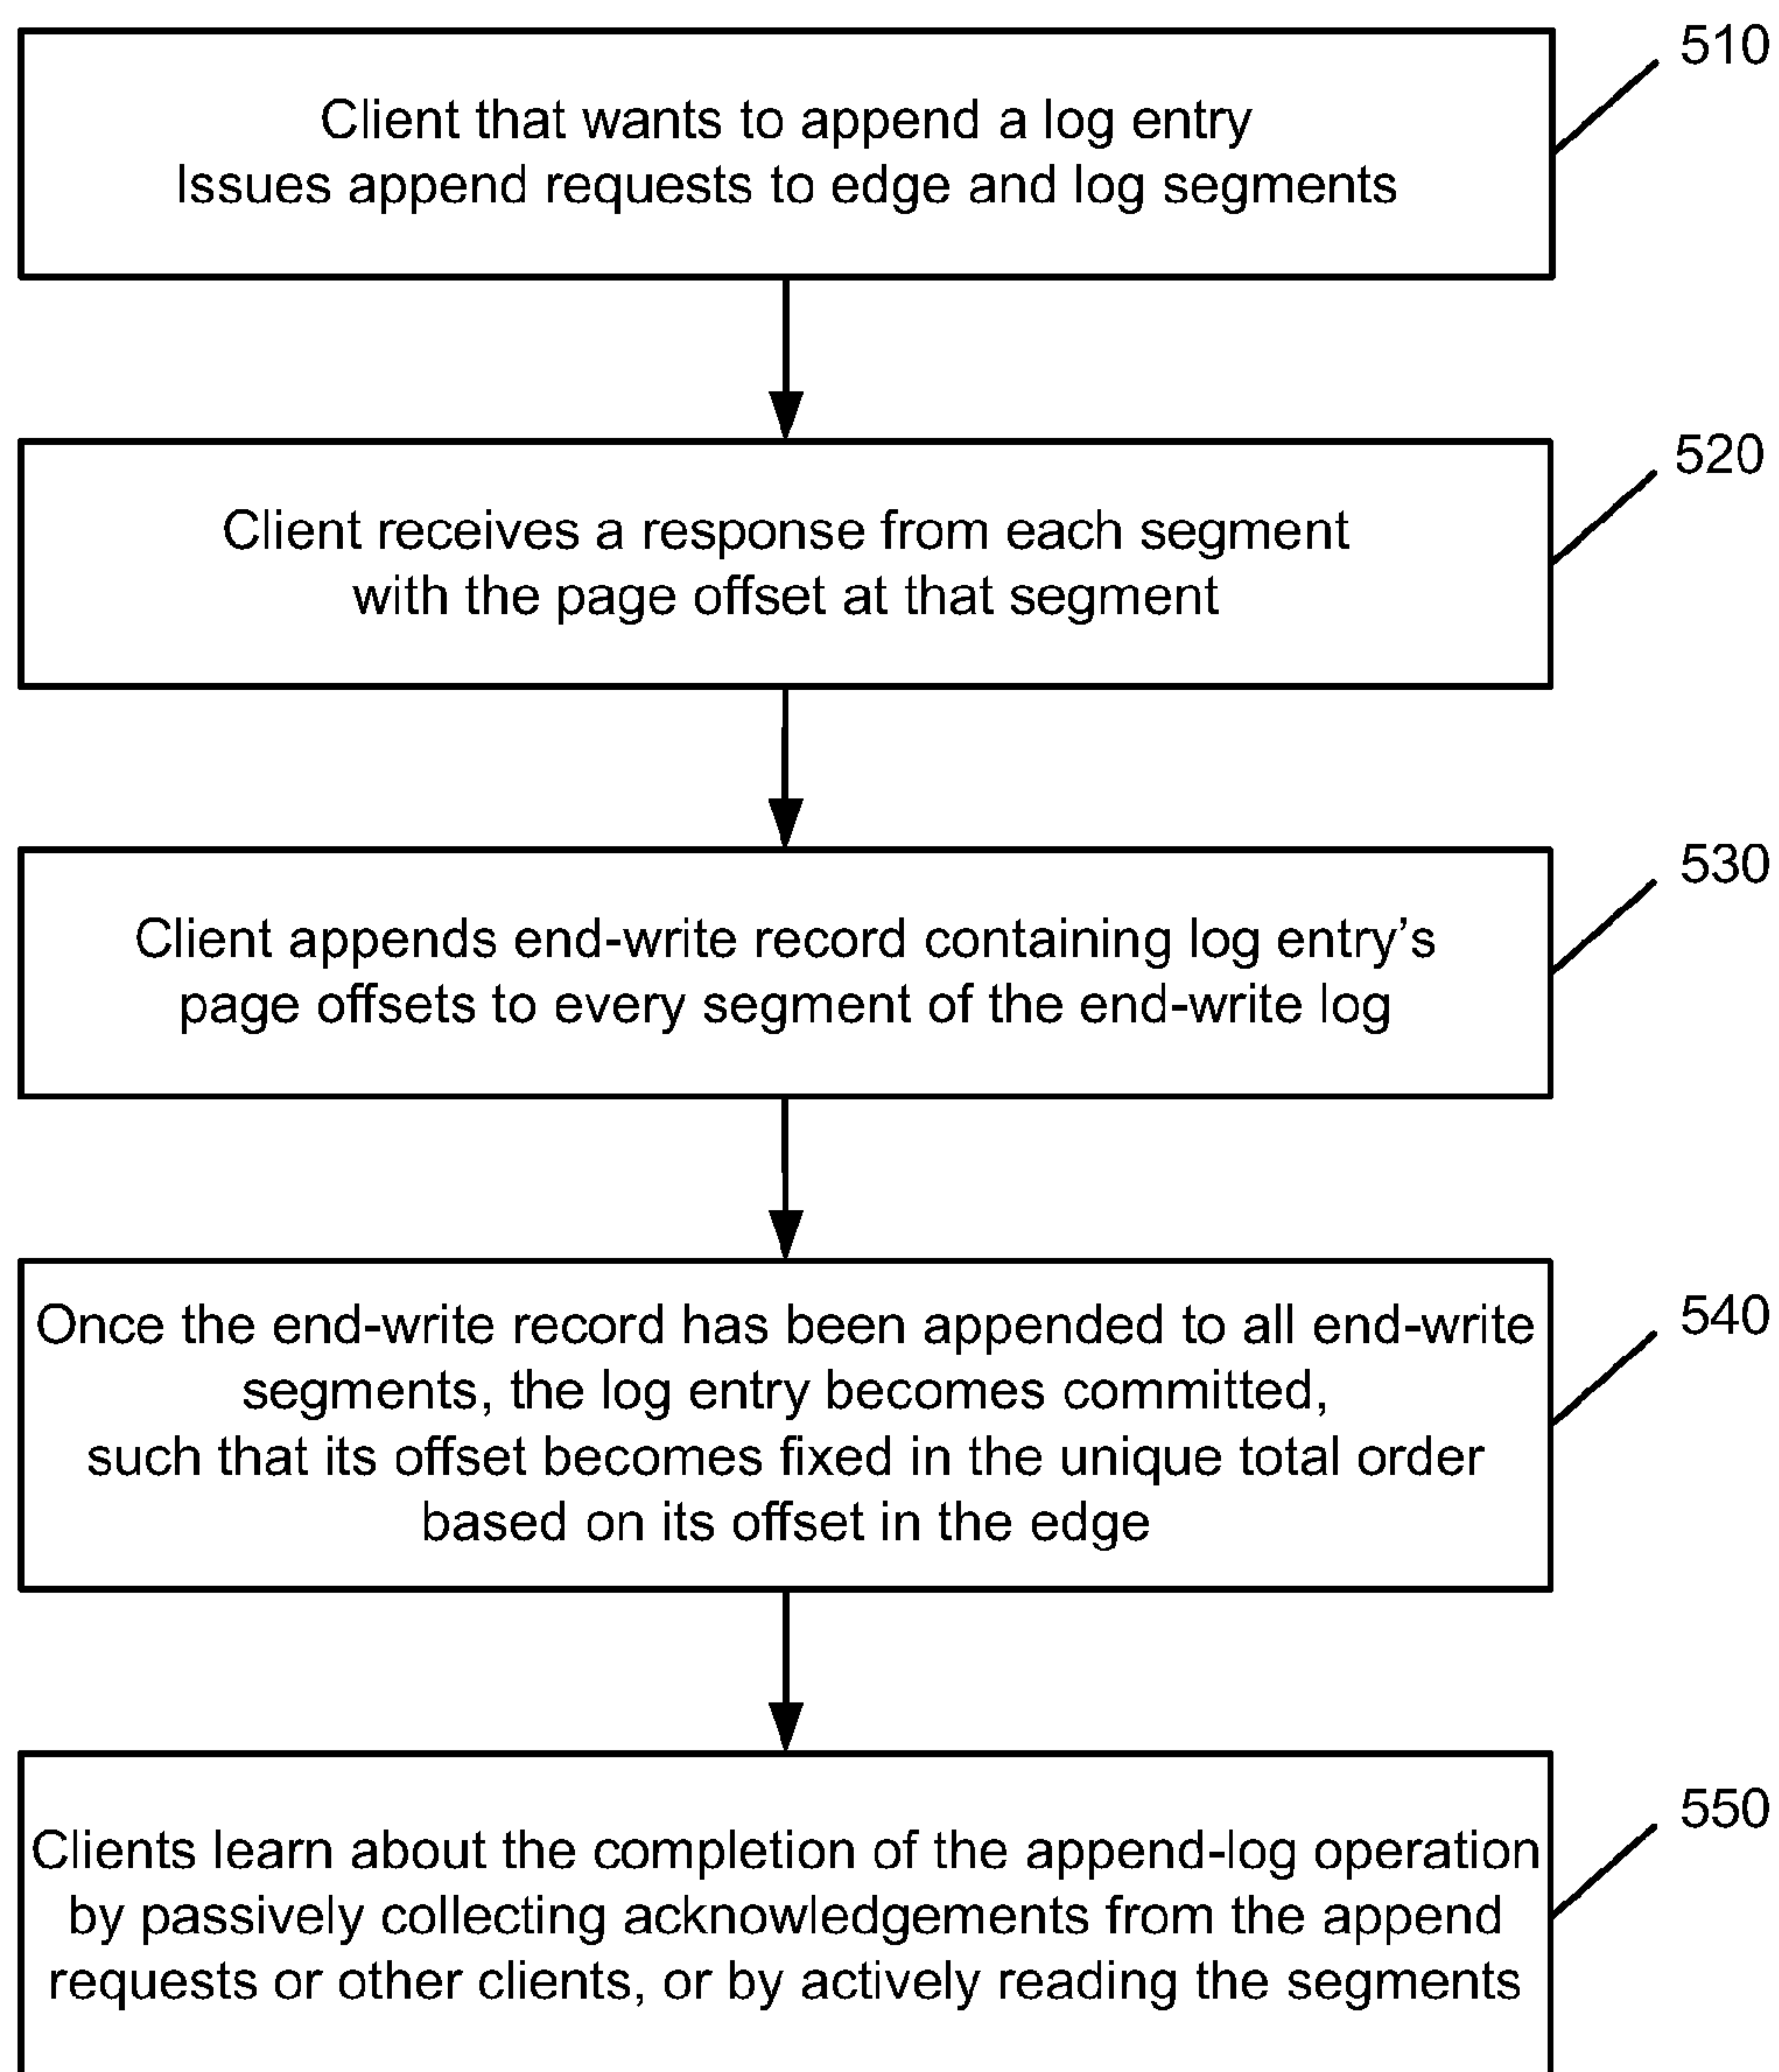 510
Client that wants to append a log entry
Issues append requests to edge and log segments
520
Client receives a response from each segment
with the page offset at that segment
530
Client appends end-write record containing log entry’s
page offsets to every segment of the end-write log
540
Once the end-write record has been appended to all end-write
segments, the log entry becomes committed,
such that its offset becomes fixed in the unique total order
based on its offset in the edge
550
Clients learn about the completion of the append-log operation
by passively collecting acknowledgements from the append
requests or other clients, or by actively reading the segments